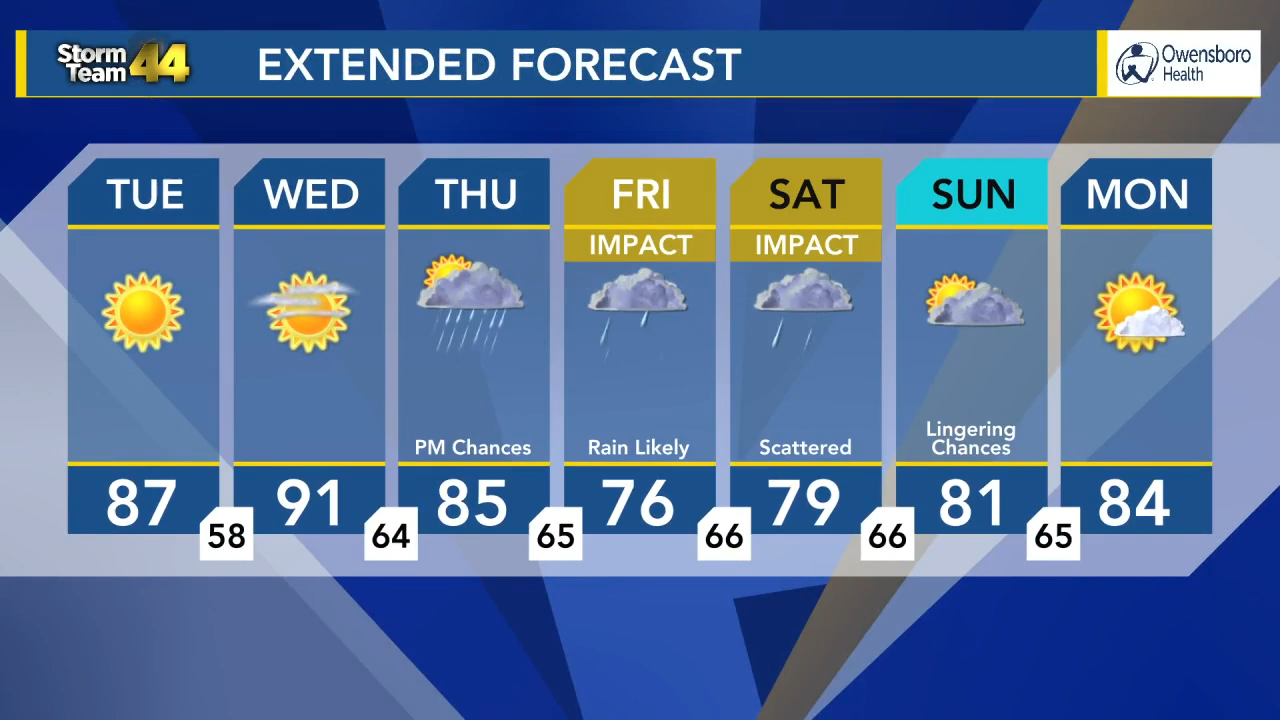 Storm
Team 44
EXTENDED FORECAST
Owensboro
Health
TUE
WED
THU
FRI
SAT
SUN
MON
IMPACT
IMPACT
PM Chances
Rain Likely
Scattered
Lingering
Chances
87
91
85
76
79
81
84
58
64
65
66
66
65